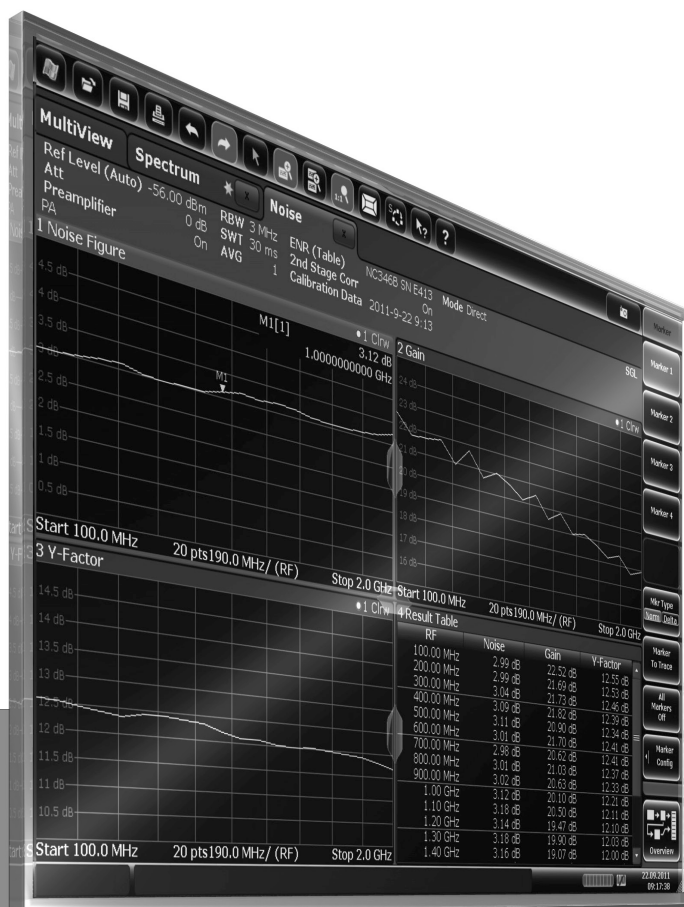 MultiView
Spectrum
Noise
Ref Level (Auto) -56.00 dBm RBW 3 MHz
Att 0 dB SWT 30 ms
Preamplifier On AVG 1
PA
ENR (Table) NC346B SN E413 Mode Direct
2nd Stage Corr On
Calibration Data 2011-9-22 9:13
SGL
1 Noise Figure
•1 Clrw
M1[1] 3.12 dB
1.0000000000 GHz
4.5 dB
4 dB
3.5 dB
3 dB
2.5 dB
2 dB
1.5 dB
1 dB
0.5 dB
M1
Start 100.0 MHz 20 pts 190.0 MHz/ (RF) Stop 2.0 GHz
2 Gain
•1 Clrw
24 dB
23 dB
22 dB
21 dB
20 dB
19 dB
18 dB
17 dB
16 dB
Start 100.0 MHz 20 pts 190.0 MHz/ (RF) Stop 2.0 GHz
3 Y-Factor
•1 Clrw
14.5 dB
14 dB
13.5 dB
12.5 dB
12 dB
11.5 dB
11 dB
10.5 dB
Start 100.0 MHz 20 pts 190.0 MHz/ (RF) Stop 2.0 GHz
4 Result Table
RF Noise Gain Y-Factor
100.00 MHz 2.99 dB 22.52 dB 12.55 dB
200.00 MHz 2.99 dB 21.69 dB 12.53 dB
300.00 MHz 3.04 dB 21.73 dB 12.46 dB
400.00 MHz 3.09 dB 21.82 dB 12.39 dB
500.00 MHz 3.11 dB 20.90 dB 12.34 dB
600.00 MHz 3.01 dB 21.70 dB 12.41 dB
700.00 MHz 2.98 dB 20.62 dB 12.41 dB
800.00 MHz 3.01 dB 21.03 dB 12.37 dB
900.00 MHz 3.02 dB 20.63 dB 12.33 dB
1.00 GHz 3.12 dB 20.10 dB 12.21 dB
1.10 GHz 3.18 dB 20.50 dB 12.11 dB
1.20 GHz 3.14 dB 19.47 dB 12.10 dB
1.30 GHz 3.18 dB 19.90 dB 12.03 dB
1.40 GHz 3.16 dB 19.07 dB 12.00 dB
Marker
Marker 1
Marker 2
Marker 3
Marker 4
Mkr Type
Norm Delta
Marker
To Trace
All
Markers
Off
Marker
Config
Overview
22.09.2011
09:17:38